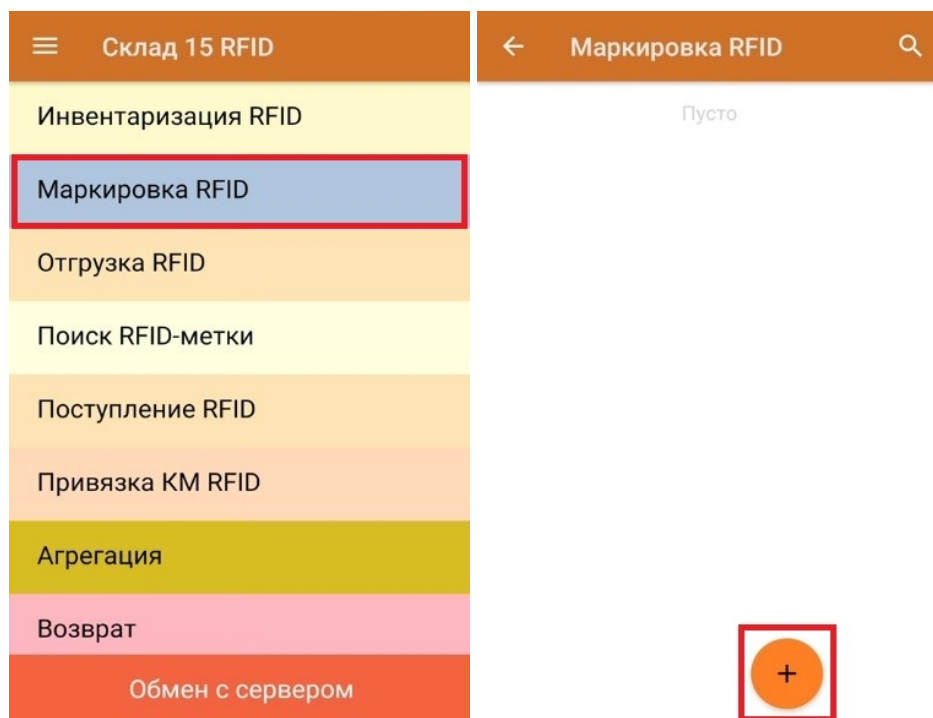 Склад 15 RFID
Инвентаризация RFID
Маркировка RFID
Отгрузка RFID
Поиск RFID-метки
Поступление RFID
Привязка КМ RFID
Агрегация
Возврат
Обмен с сервером
Маркировка RFID
Пусто
+